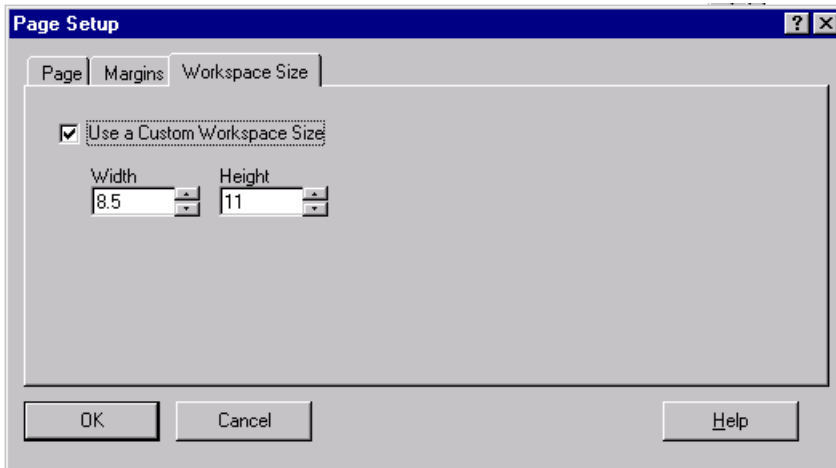 Page Setup
Page Margins Workspace Size
Use a Custom Workspace Size
Width Height
8.5 11
OK Cancel Help